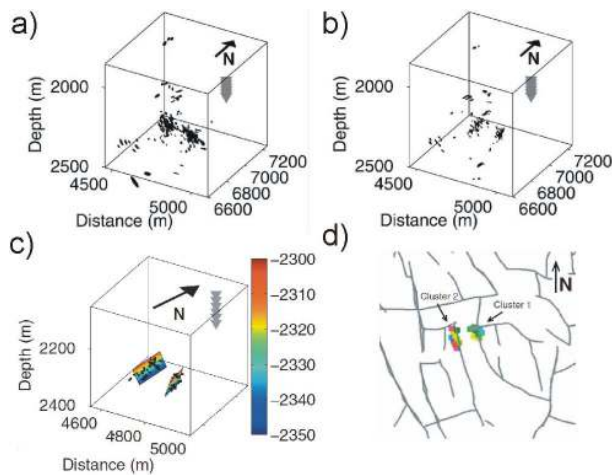 a)
N
Depth (m)
2000
2500
4500
5000
Distance (m)
7200
7000
6800
6600
b)
N
Depth (m)
2000
2500
4500
5000
Distance (m)
7200
7000
6800
6600
c)
N
Depth (m)
2200
2400
4600
4800
5000
Distance (m)
−2300
−2310
−2320
−2330
−2340
−2350
d)
N
Cluster 2
Cluster 1